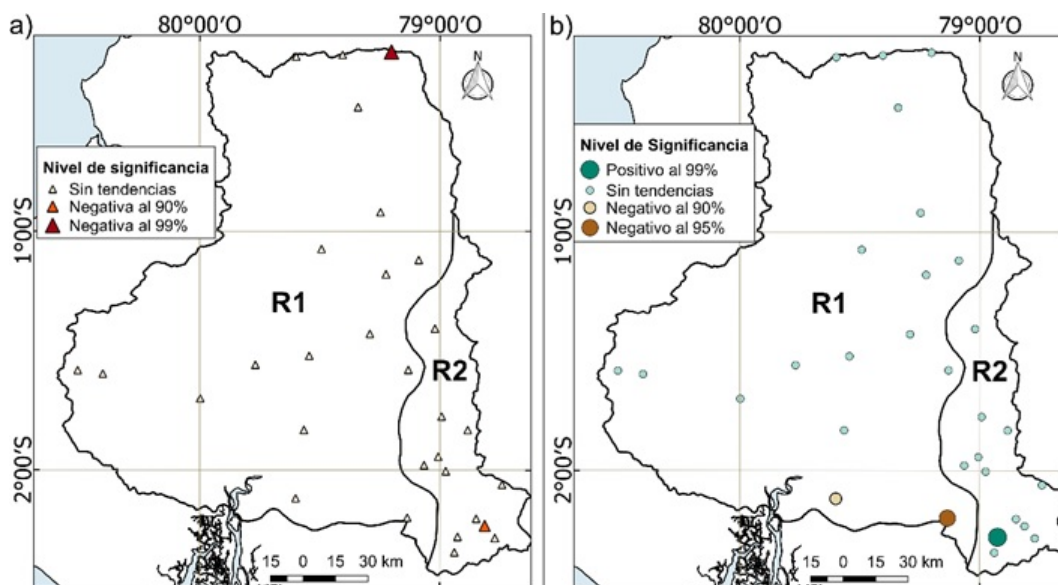 a)
80°00'O
79°00'O
N
Nivel de significancia
Sin tendencias
Negativa al 90%
Negativa al 99%
1°00'S
2°00'S
R1
R2
15 0 15 30 km
b)
80°00'O
79°00'O
N
Nivel de Significancia
Positivo al 99%
Sin tendencias
Negativo al 90%
Negativo al 95%
1°00'S
2°00'S
R1
R2
15 0 15 30 km